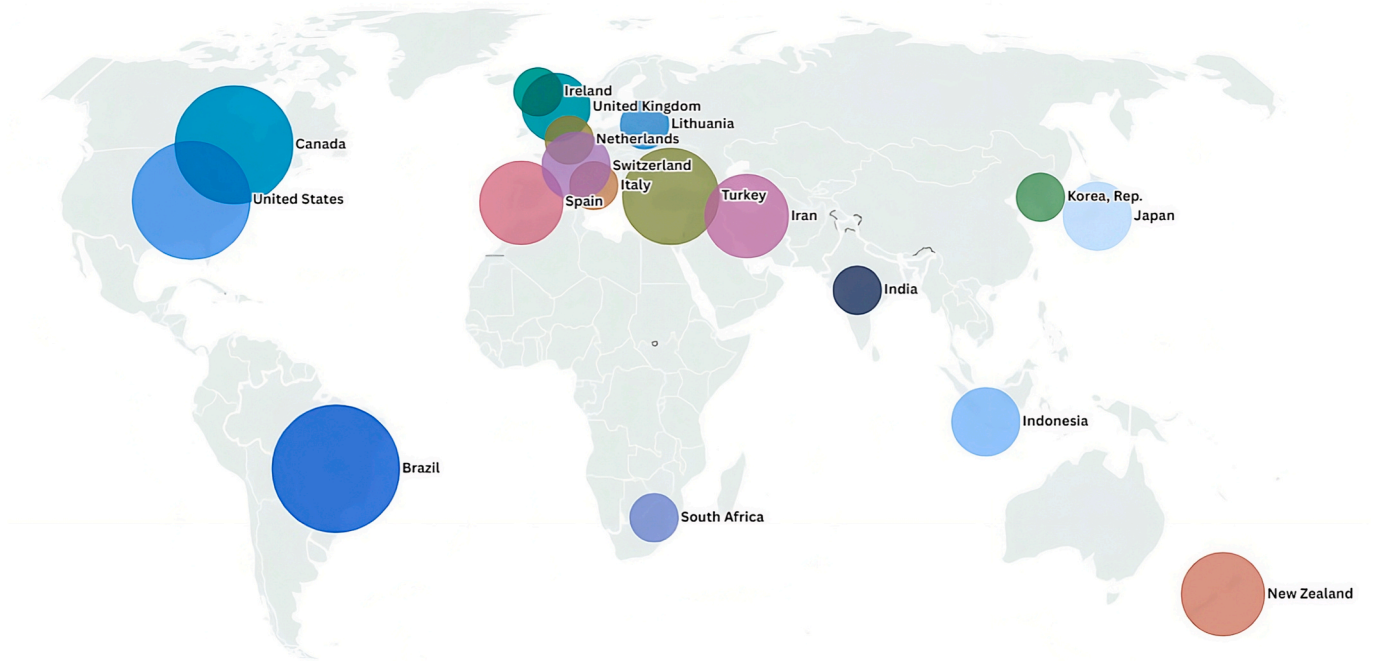 Ireland
United Kingdom
Lithuania
Netherlands
Canada
Switzerland
Italy
Turkey
Korea, Rep.
United States
Spain
Iran
Japan
India
Indonesia
Brazil
South Africa
New Zealand